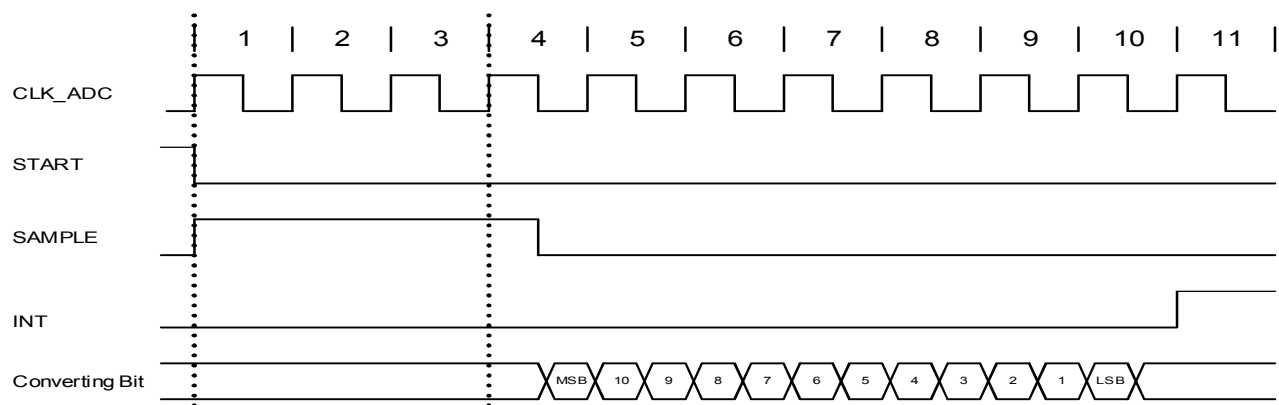 | 1 | 2 | 3 | 4 | 5 | 6 | 7 | 8 | 9 | 10 | 11 |
CLK_ADC
START
SAMPLE
INT
Converting Bit MSB 10 9 8 7 6 5 4 3 2 1 LSB